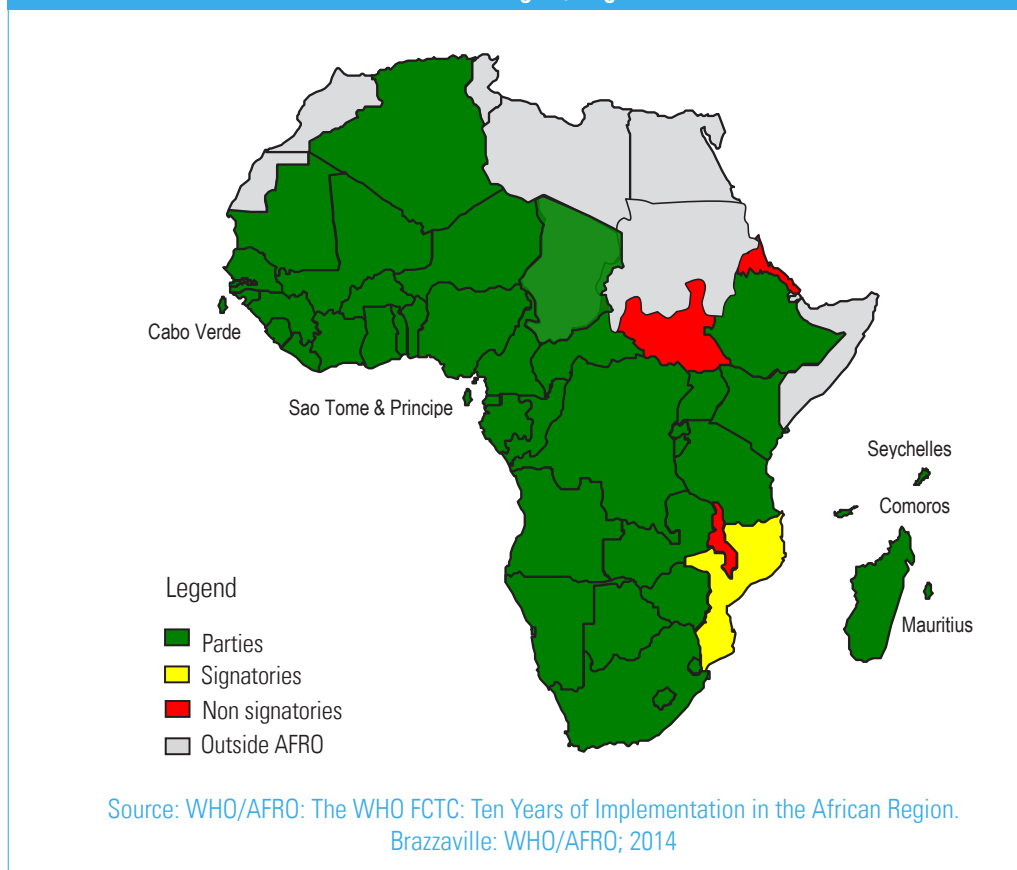 Cabo Verde
Sao Tome & Principe
Seychelles
Comoros
Mauritius
Legend
Parties
Signatories
Non signatories
Outside AFRO
Source: WHO/AFRO: The WHO FCTC: Ten Years of Implementation in the African Region.
Brazzaville: WHO/AFRO; 2014